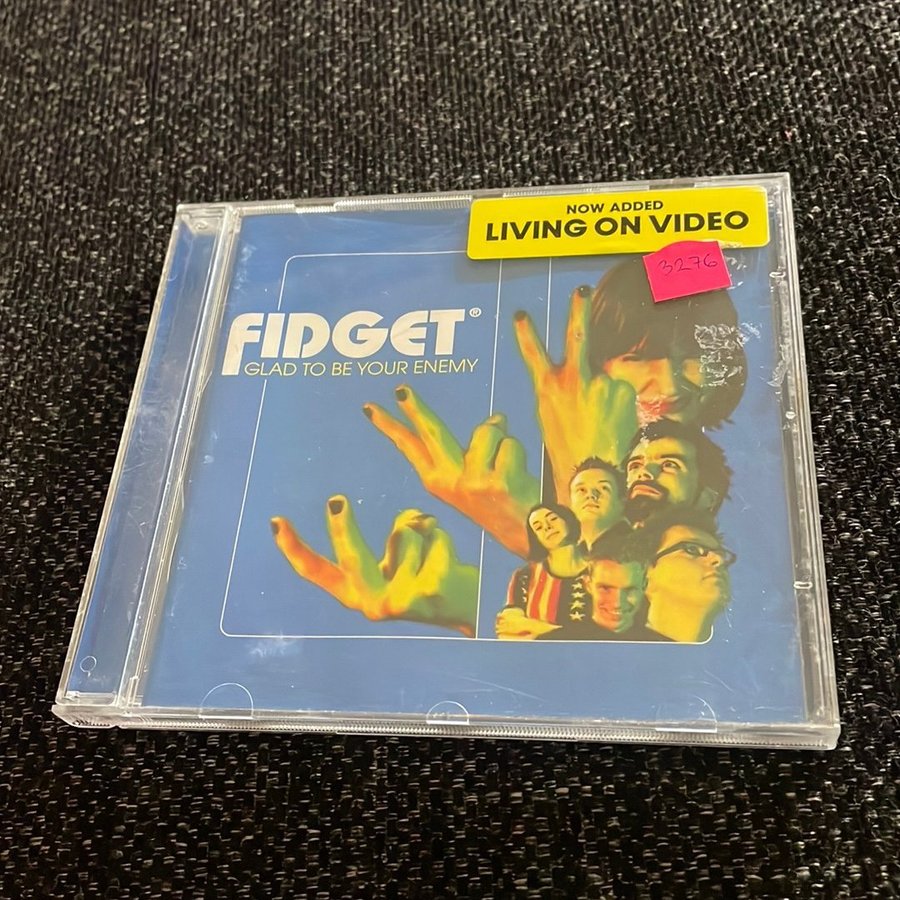 NOW ADDED
LIVING ON VIDEO
3276
FIDGET®
GLAD TO BE YOUR ENEMY